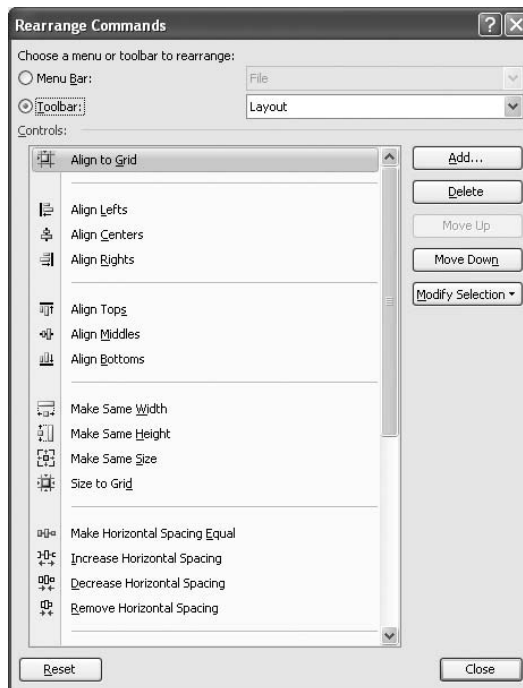 Rearrange Commands
Choose a menu or toolbar to rearrange:
Menu Bar:
File
Toolbar:
Layout
Controls:
Align to Grid
Add...
Delete
Align Lefts
Move Up
Align Centers
Align Rights
Move Down
Modify Selection
Align Tops
Align Middles
Align Bottoms
Make Same Width
Make Same Height
Make Same Size
Size to Grid
Make Horizontal Spacing Equal
Increase Horizontal Spacing
Decrease Horizontal Spacing
Remove Horizontal Spacing
Reset
Close